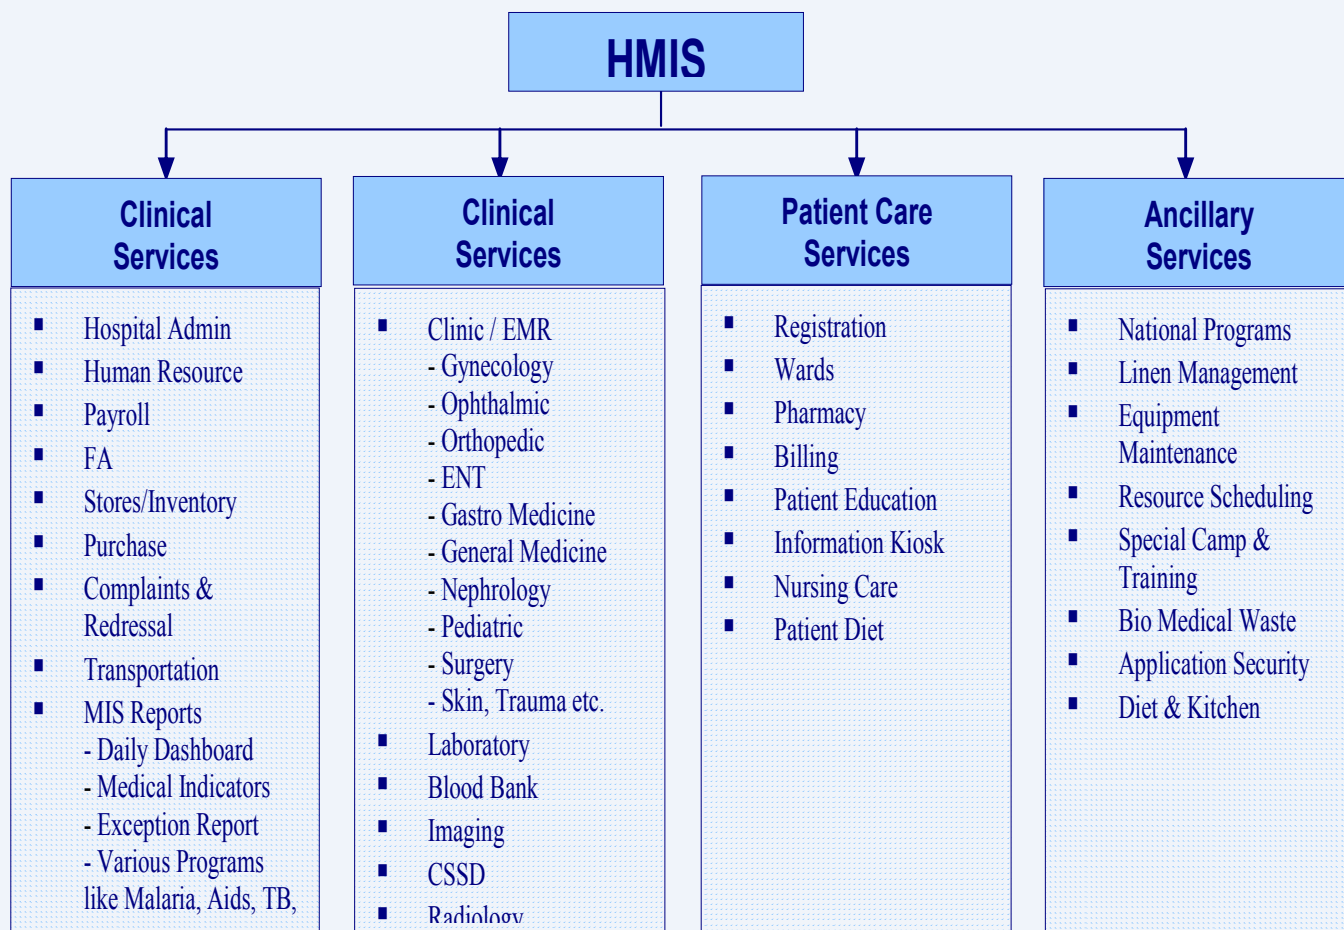 HMIS
Clinical
Services
▪ Hospital Admin
▪ Human Resource
▪ Payroll
▪ FA
▪ Stores/Inventory
▪ Purchase
▪ Complaints &
Redressal
▪ Transportation
▪ MIS Reports
- Daily Dashboard
- Medical Indicators
- Exception Report
- Various Programs
like Malaria, Aids, TB,
Clinical
Services
▪ Clinic / EMR
- Gynecology
- Ophthalmic
- Orthopedic
- ENT
- Gastro Medicine
- General Medicine
- Nephrology
- Pediatric
- Surgery
- Skin, Trauma etc.
▪ Laboratory
▪ Blood Bank
▪ Imaging
▪ CSSD
▪ Radiology
Patient Care
Services
▪ Registration
▪ Wards
▪ Pharmacy
▪ Billing
▪ Patient Education
▪ Information Kiosk
▪ Nursing Care
▪ Patient Diet
Ancillary
Services
▪ National Programs
▪ Linen Management
▪ Equipment
Maintenance
▪ Resource Scheduling
▪ Special Camp &
Training
▪ Bio Medical Waste
▪ Application Security
▪ Diet & Kitchen